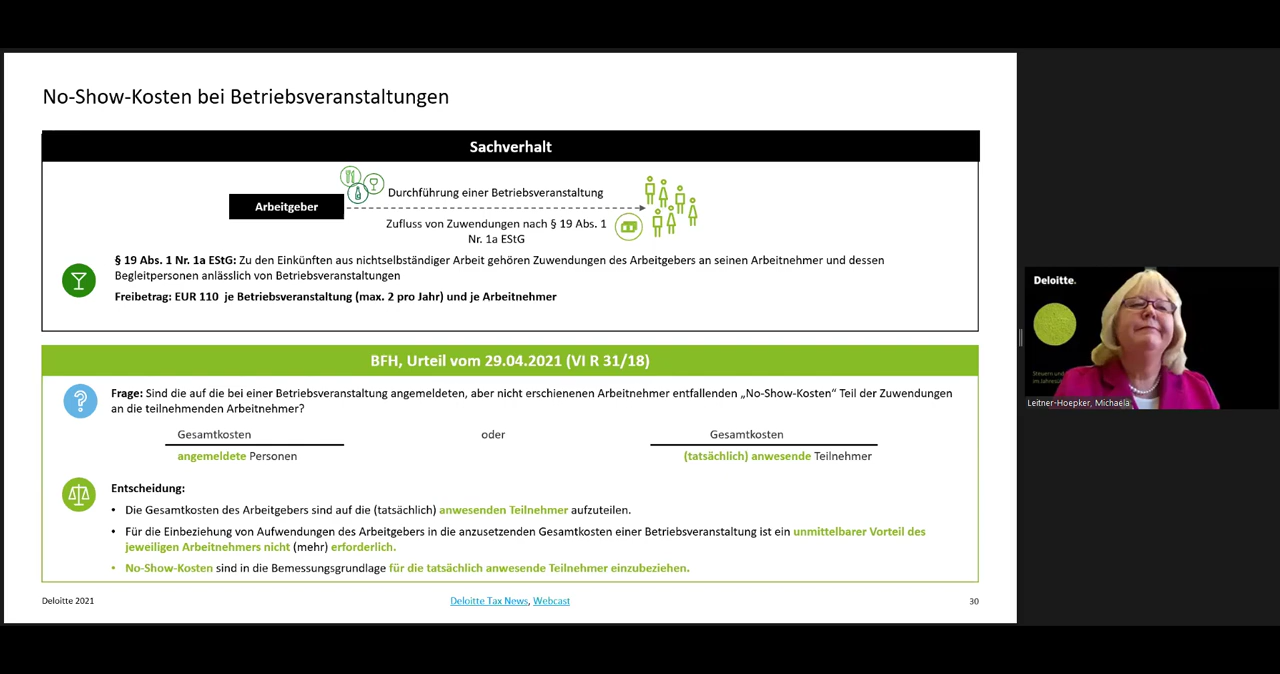 No-Show-Kosten bei Betriebsveranstaltungen
Sachverhalt
Arbeitgeber
Durchführung einer Betriebsveranstaltung
Zufluss von Zuwendungen nach § 19 Abs. 1
Nr. 1a EStG
§ 19 Abs. 1 Nr. 1a EStG: Zu den Einkünften aus nichtselbständiger Arbeit gehören Zuwendungen des Arbeitgebers an seinen Arbeitnehmer und dessen
Begleitpersonen anlässlich von Betriebsveranstaltungen
Freibetrag: EUR 110 je Betriebsveranstaltung (max. 2 pro Jahr) und je Arbeitnehmer
BFH, Urteil vom 29.04.2021 (VI R 31/18)
Frage: Sind die auf die bei einer Betriebsveranstaltung angemeldeten, aber nicht erschienenen Arbeitnehmer entfallenden „No-Show-Kosten“ Teil der Zuwendungen
an die teilnehmenden Arbeitnehmer?
Gesamtkosten
angemeldete Personen
oder
Gesamtkosten
(tatsächlich) anwesende Teilnehmer
Entscheidung:
• Die Gesamtkosten des Arbeitgebers sind auf die (tatsächlich) anwesenden Teilnehmer aufzuteilen.
• Für die Einbeziehung von Aufwendungen des Arbeitgebers in die anzusetzenden Gesamtkosten einer Betriebsveranstaltung ist ein unmittelbarer Vorteil des
jeweiligen Arbeitnehmers nicht (mehr) erforderlich.
• No-Show-Kosten sind in die Bemessungsgrundlage für die tatsächlich anwesende Teilnehmer einzubeziehen.
Deloitte 2021
Deloitte Tax News, Webcast
30
Deloitte.
Steuern und
im Jahresü
Leitner-Hoepker, Michaela